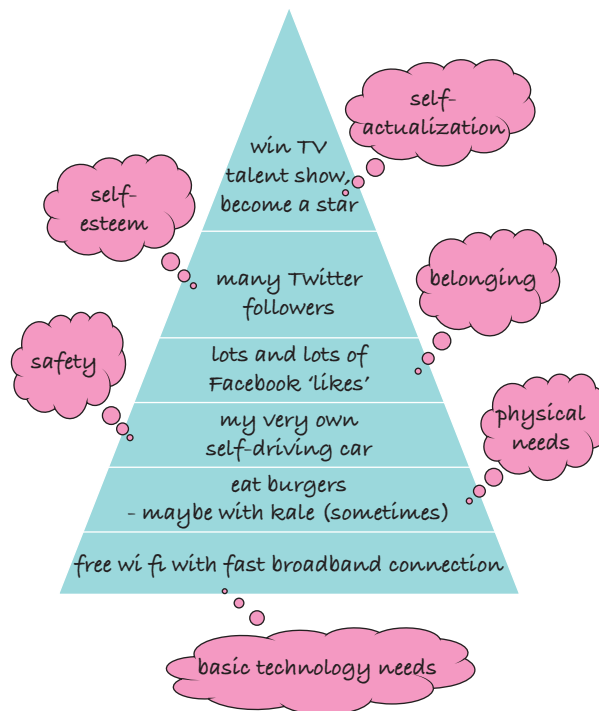 self-
actualization
win TV
talent show,
become a star
self-
esteem
many Twitter
followers
belonging
lots and lots of
Facebook ‘likes’
safety
my very own
self-driving car
physical
needs
eat burgers
- maybe with kale (sometimes)
free wi fi with fast broadband connection
basic technology needs